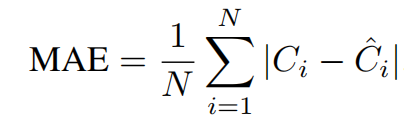 MAE = \frac{1}{N} \sum_{i=1}^{N} |C_i - \hat{C}_i|